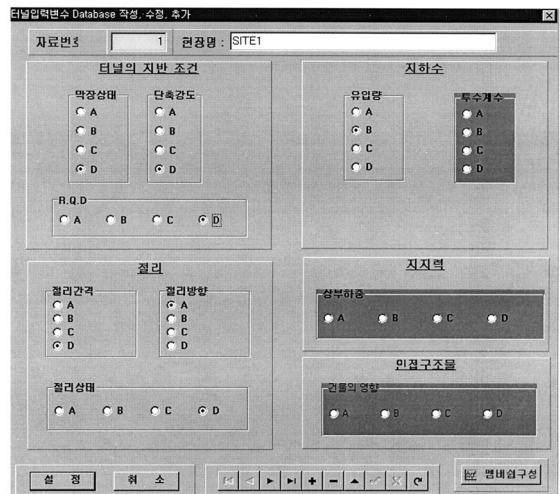 터널입력변수 Database 작성, 수정, 추가
자료번호 1 현장명 : SITE1
터널의 지반 조건
막장상태
A
B
C
D
단축강도
A
B
C
D
R.Q.D
A B C D
지하수
유입량
A
B
C
D
투수계수
A
B
C
D
절리
절리간격
A
B
C
D
절리방향
A
B
C
D
절리상태
A B C D
지지력
상부하중
A B C D
인접구조물
건물의 영향
A B C D
설 정 취 소 멤버쉽구성